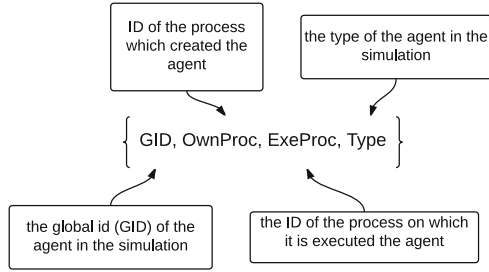 ID of the process
which created the
agent
the type of the agent in the
simulation
{ GID, OwnProc, ExeProc, Type }
the global id (GID) of the
agent in the simulation
the ID of the process on which
it is executed the agent